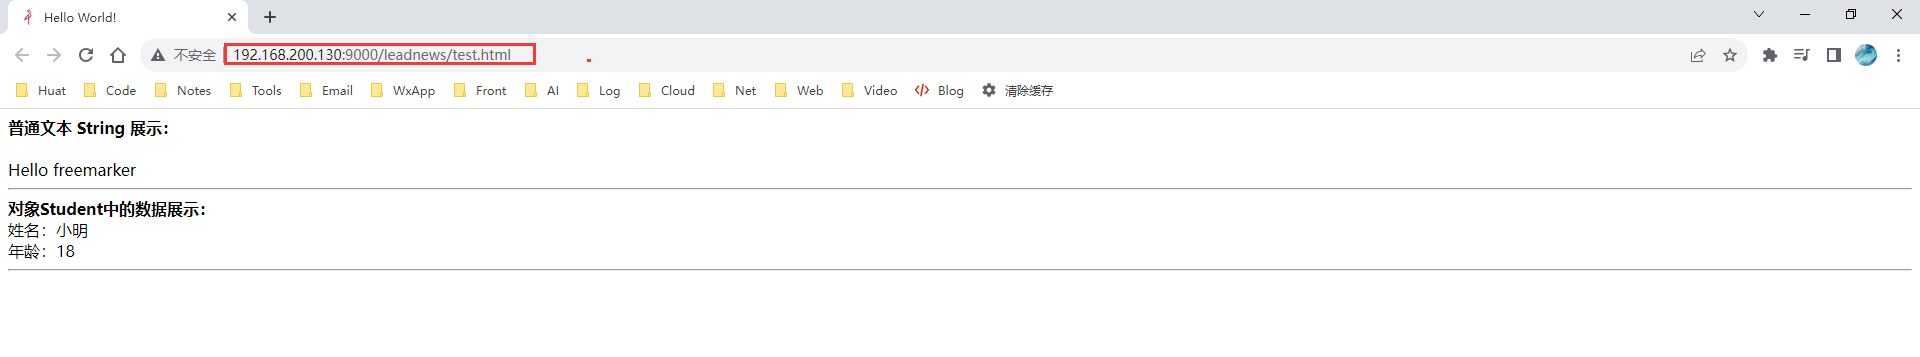 Hello World!
不安全 192.168.200.130:9000/leadnews/test.html
Huat Code Notes Tools Email WxApp Front AI Log Cloud Net Web Video Blog 清除缓存
普通文本 String 展示：
Hello freemarker
对象Student中的数据展示：
姓名：小明
年龄：18